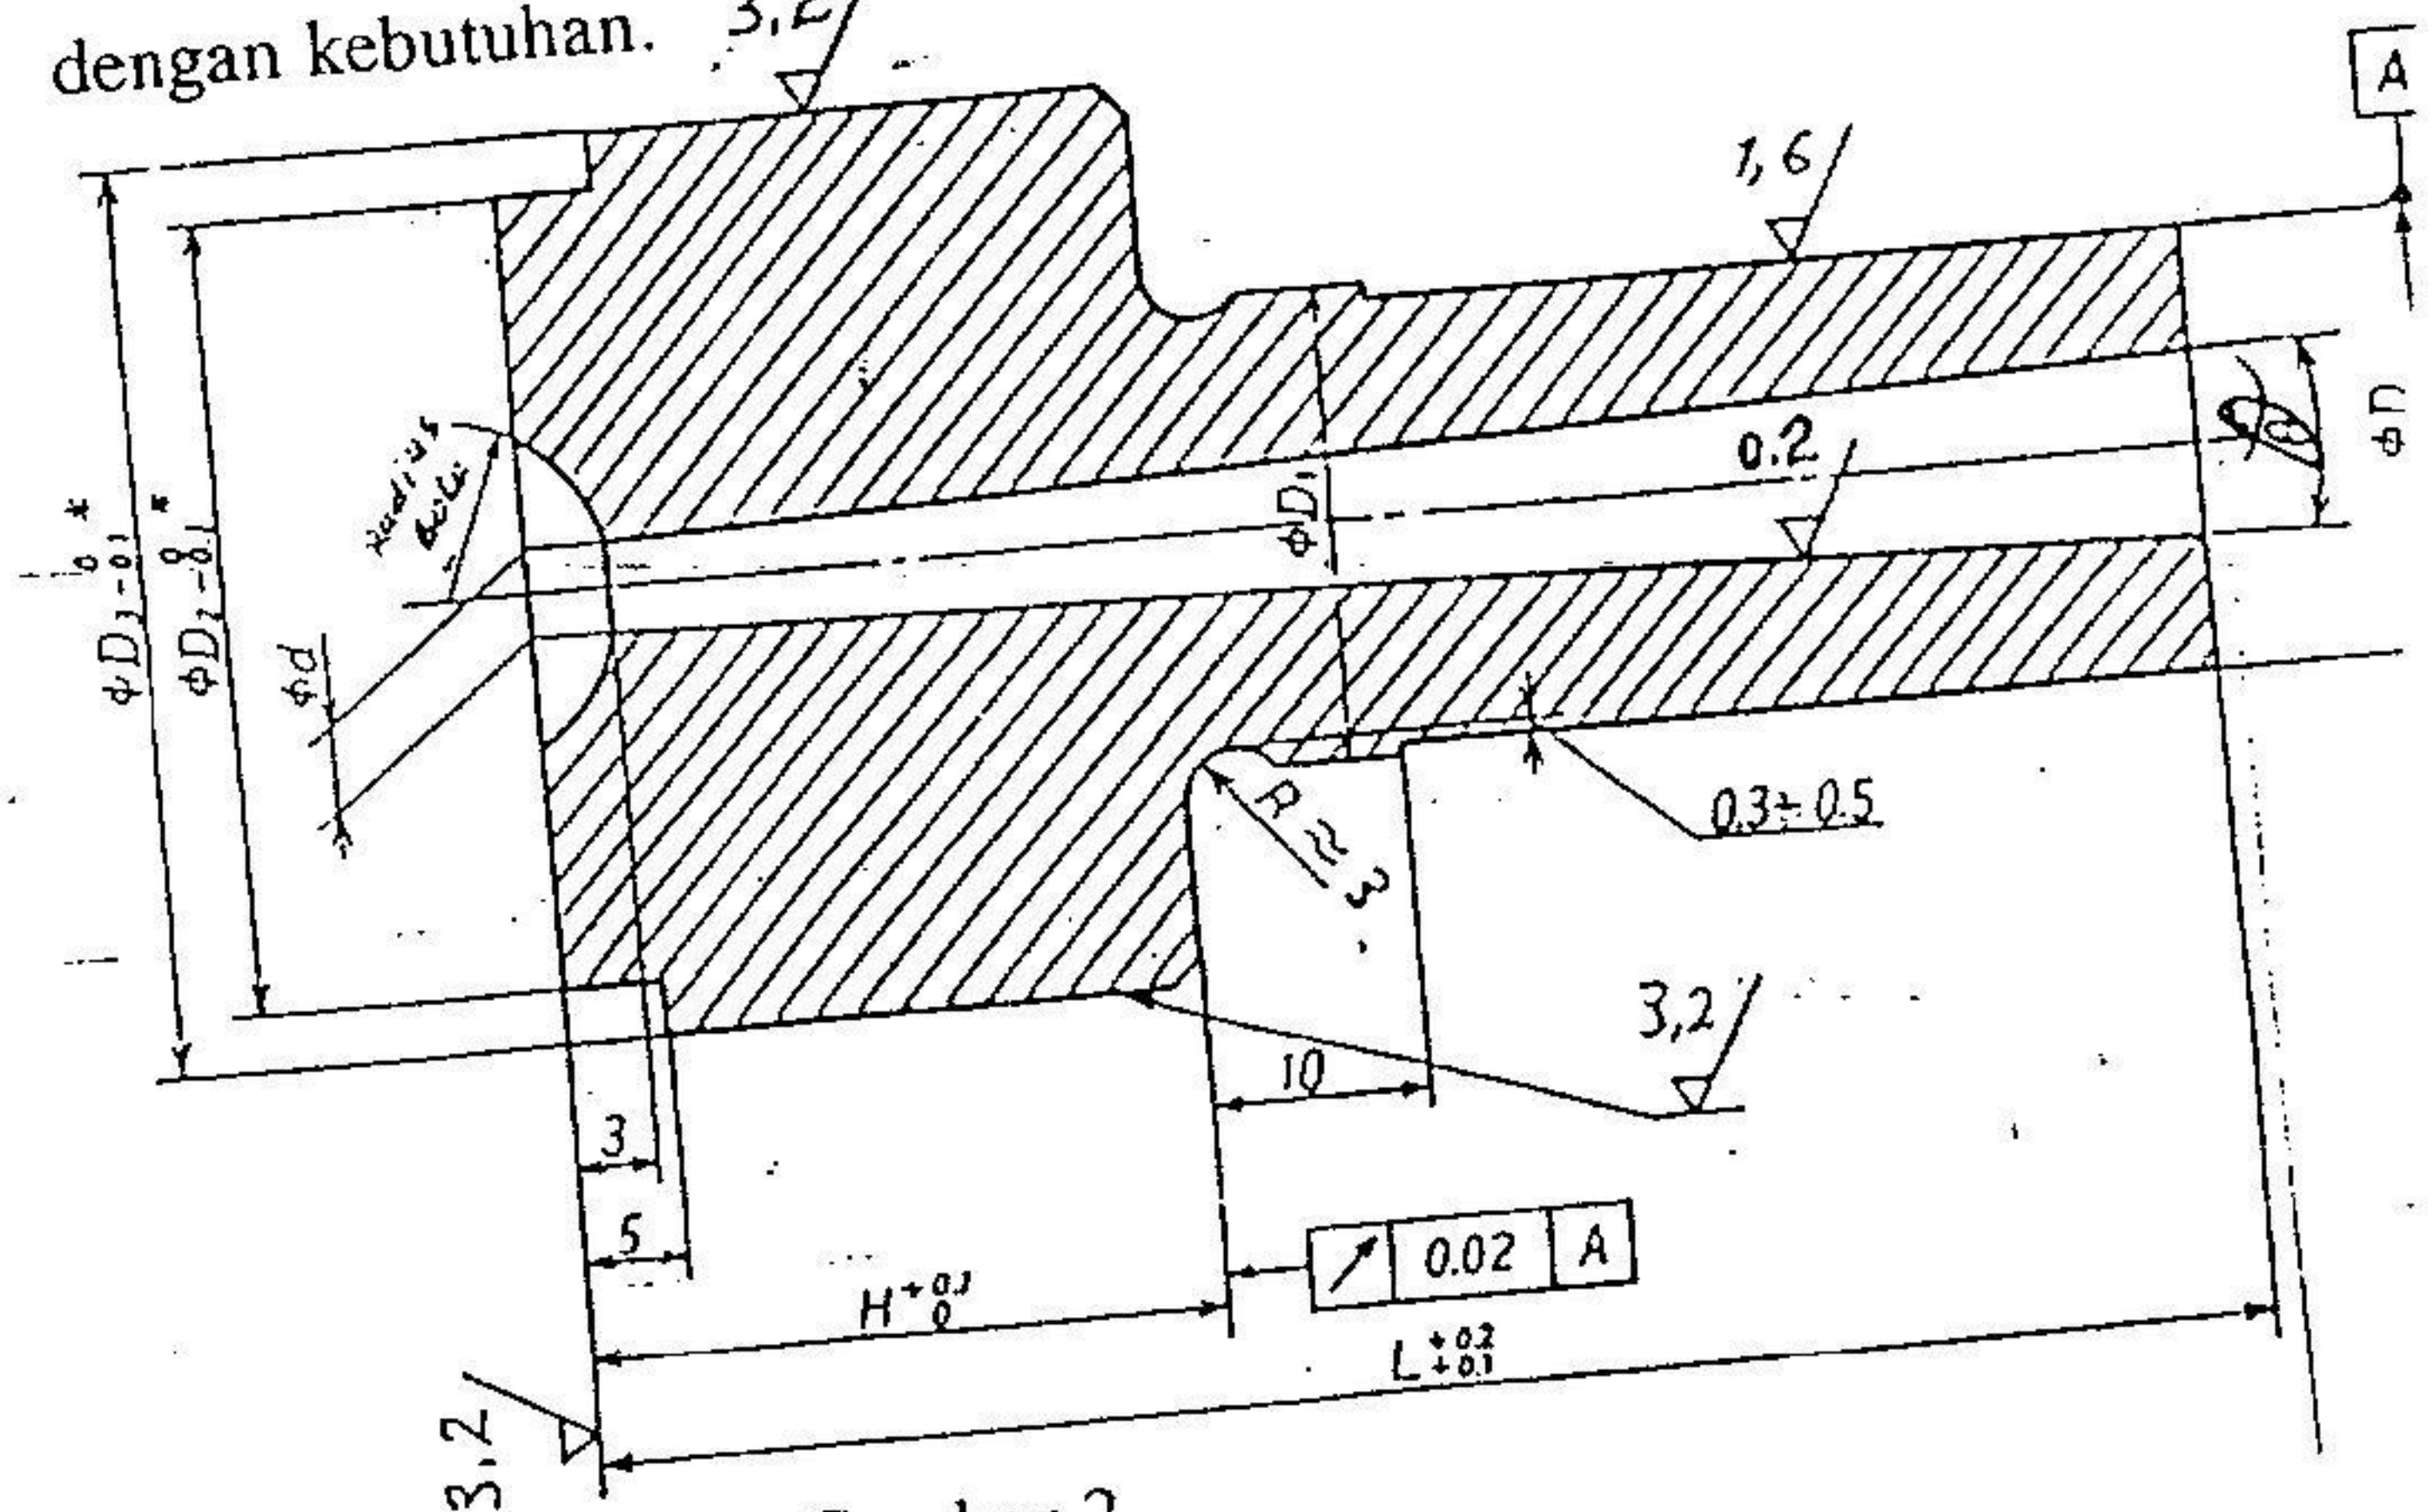 dengan kebutuhan.
3,2
A
1,6
radius
bola
0.2
φD
φD₁
φD₃ 0 -0.1 *
φD₂ 0 -0.1 *
φd
0.3÷0.5
R≈3
3,2
10
3
5
0.02 A
H +0.1 0
L +0.2 +0.1
3,2